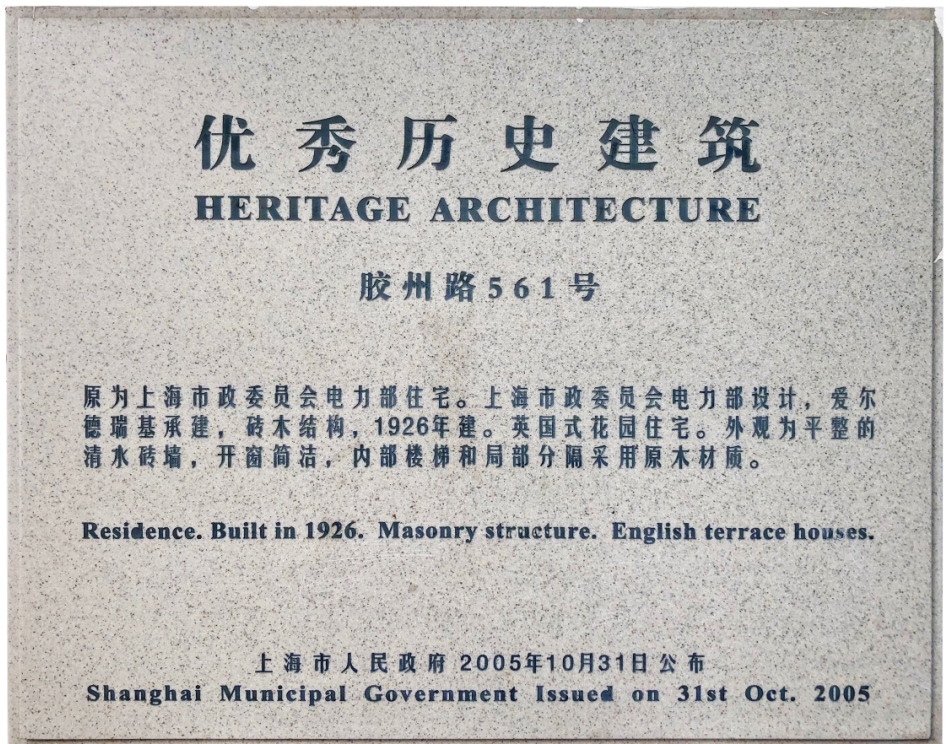 优秀历史建筑
HERITAGE ARCHITECTURE
胶州路561号
原为上海市政委员会电力部住宅。上海市政委员会电力部设计，爱尔
德瑞基承建，砖木结构，1926年建。英国式花园住宅。外观为平整的
清水砖墙，开窗简洁，内部楼梯和局部分隔采用原木材质。
Residence. Built in 1926. Masonry structure. English terrace houses.
上海市人民政府 2005年10月31日公布
Shanghai Municipal Government Issued on 31st Oct. 2005